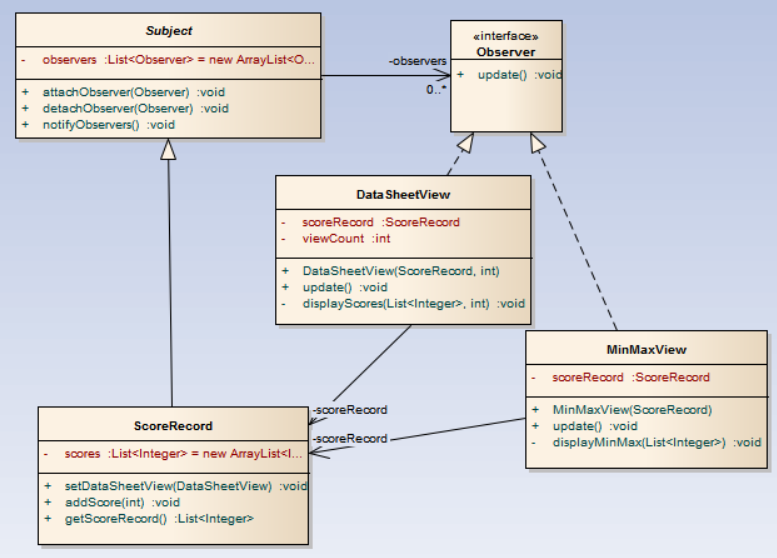 Subject
- observers :List<Observer> = new ArrayList<O...
+ attachObserver(Observer) :void
+ detachObserver(Observer) :void
+ notifyObservers() :void
-observers
0..*
«interface»
Observer
+ update() :void
DataSheetView
- scoreRecord :ScoreRecord
- viewCount :int
+ DataSheetView(ScoreRecord, int)
+ update() :void
- displayScores(List<Integer>, int) :void
MinMaxView
- scoreRecord :ScoreRecord
+ MinMaxView(ScoreRecord)
+ update() :void
- displayMinMax(List<Integer>) :void
-scoreRecord
-scoreRecord
ScoreRecord
- scores :List<Integer> = new ArrayList<I...
+ setDataSheetView(DataSheetView) :void
+ addScore(int) :void
+ getScoreRecord() :List<Integer>